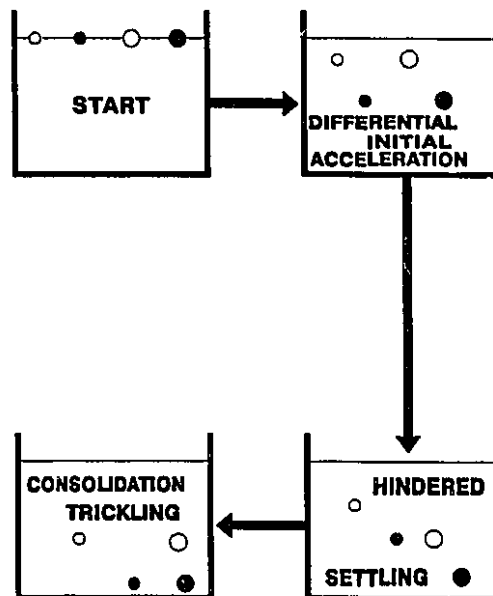 START
DIFFERENTIAL
INITIAL
ACCELERATION
CONSOLIDATION
TRICKLING
HINDERED
SETTLING